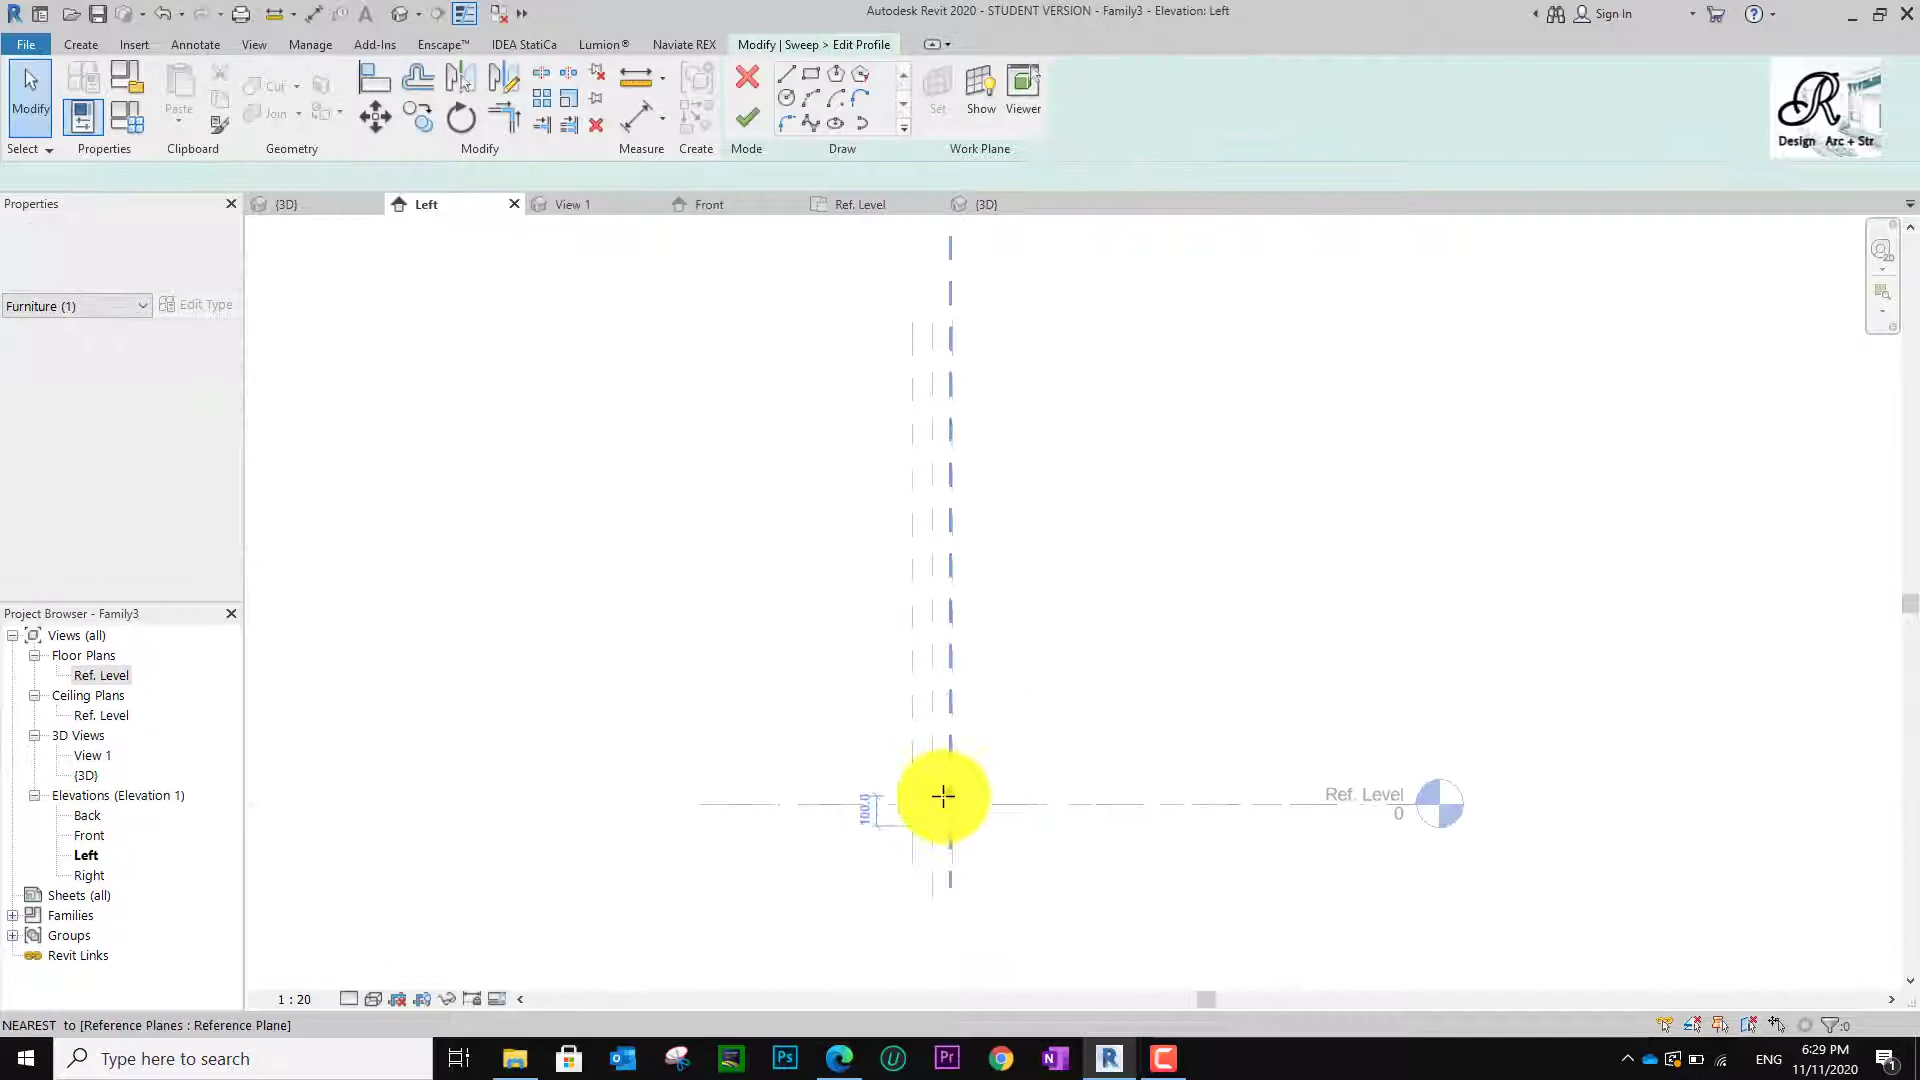 Autodesk Revit 2020 - STUDENT VERSION - Family3 - Elevation: Left
Sign In
File
Create
Insert
Annotate
View
Manage
Add-Ins
Enscape™
IDEA StatiCa
Lumion®
Naviate REX
Modify | Sweep > Edit Profile
Modify
Paste
Cut
Join
Set
Show
Viewer
Select
Properties
Clipboard
Geometry
Modify
Measure
Create
Mode
Draw
Work Plane
R
Design Arc + Str
Properties
{3D}
Left
View 1
Front
Ref. Level
{3D}
Furniture (1)
Edit Type
Project Browser - Family3
Views (all)
Floor Plans
Ref. Level
Ceiling Plans
Ref. Level
3D Views
View 1
{3D}
Elevations (Elevation 1)
Back
Front
Left
Right
Sheets (all)
Families
Groups
Revit Links
100.0
Ref. Level
0
1 : 20
NEAREST to [Reference Planes : Reference Plane]
:0
Type here to search
ENG
6:29 PM
11/11/2020
1